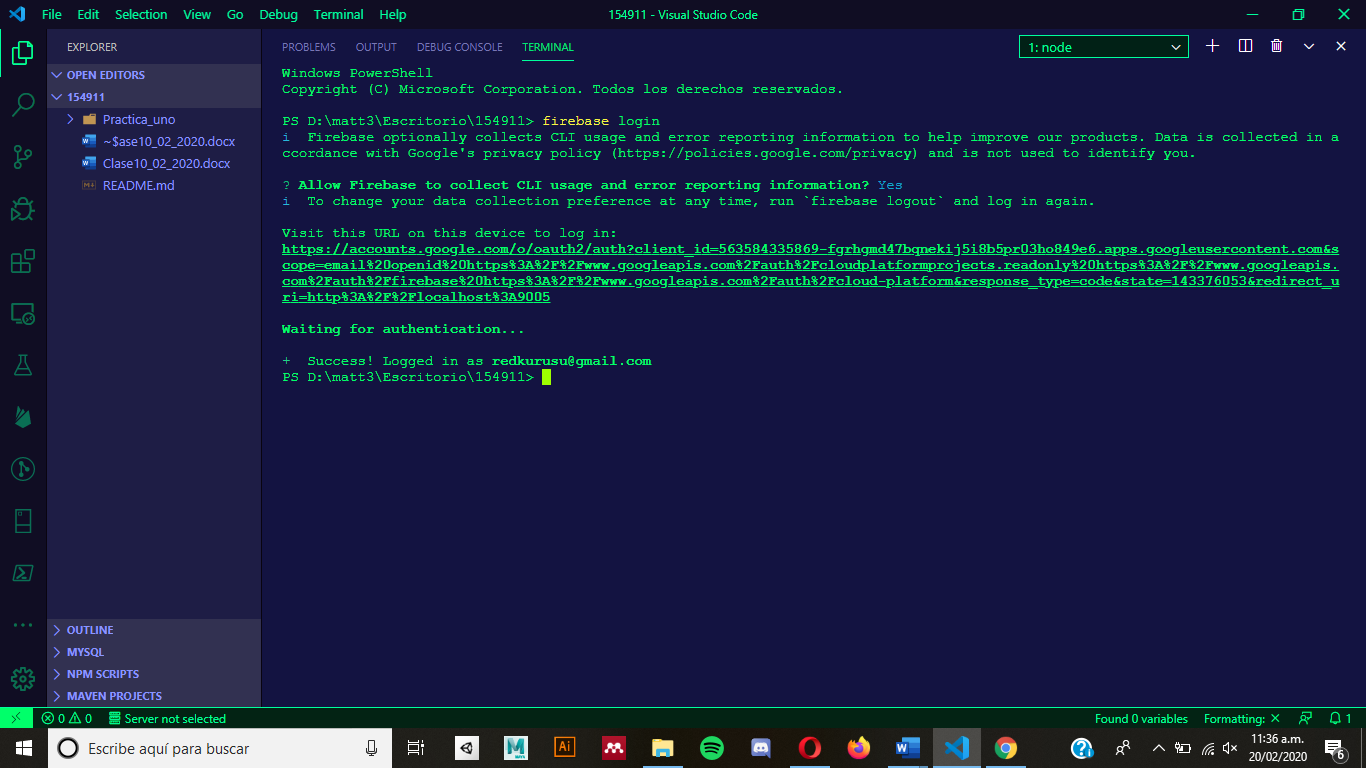 File Edit Selection View Go Debug Terminal Help
154911 - Visual Studio Code
EXPLORER
OPEN EDITORS
154911
Practica_uno
~$ase10_02_2020.docx
Clase10_02_2020.docx
README.md
OUTLINE
MYSQL
NPM SCRIPTS
MAVEN PROJECTS
PROBLEMS OUTPUT DEBUG CONSOLE TERMINAL
1: node
Windows PowerShell
Copyright (C) Microsoft Corporation. Todos los derechos reservados.
PS D:\matt3\Escritorio\154911> firebase login
i  Firebase optionally collects CLI usage and error reporting information to help improve our products. Data is collected in a
ccordance with Google's privacy policy (https://policies.google.com/privacy) and is not used to identify you.
? Allow Firebase to collect CLI usage and error reporting information? Yes
i  To change your data collection preference at any time, run `firebase logout` and log in again.
Visit this URL on this device to log in:
https://accounts.google.com/o/oauth2/auth?client_id=563584335869-fgrhgmd47bqnekij5i8b5pr03ho849e6.apps.googleusercontent.com&s
cope=email%20openid%20https%3A%2F%2Fwww.googleapis.com%2Fauth%2Fcloudplatformprojects.readonly%20https%3A%2F%2Fwww.googleapis.
com%2Fauth%2Ffirebase%20https%3A%2F%2Fwww.googleapis.com%2Fauth%2Fcloud-platform&response_type=code&state=143376053&redirect_u
ri=http%3A%2F%2Flocalhost%3A9005
Waiting for authentication...
+  Success! Logged in as redkurusu@gmail.com
PS D:\matt3\Escritorio\154911>
0 0 Server not selected
Found 0 variables Formatting: × 1
Escribe aquí para buscar
11:36 a.m.
20/02/2020
6